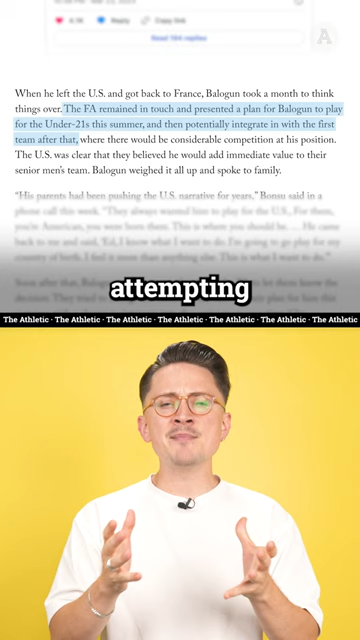 Reply
Copy link
Read 194 replies
A
When he left the U.S. and got back to France, Balogun took a month to think
things over. The FA remained in touch and presented a plan for Balogun to play
for the Under-21s this summer, and then potentially integrate in with the first
team after that, where there would be considerable competition at his position.
The U.S. was clear that they believed he would add immediate value to their
senior men's team. Balogun weighed it all up and spoke to family.
"His parents had been pushing the U.S. narrative for years," Bonsu said in a
phone call this week. "They always wanted him to play for the U.S. For them,
you're American, you were born there. This is where you should be. . . . He came
back to me and said, 'Ed, I know what I want to do. I'm going to go play for my
country of birth. I feel it more than anything else. This is what I want to do.'"
attempting
The Athletic · The Athletic · The Athletic · The Athletic · The Athletic · The Athletic · The Athletic